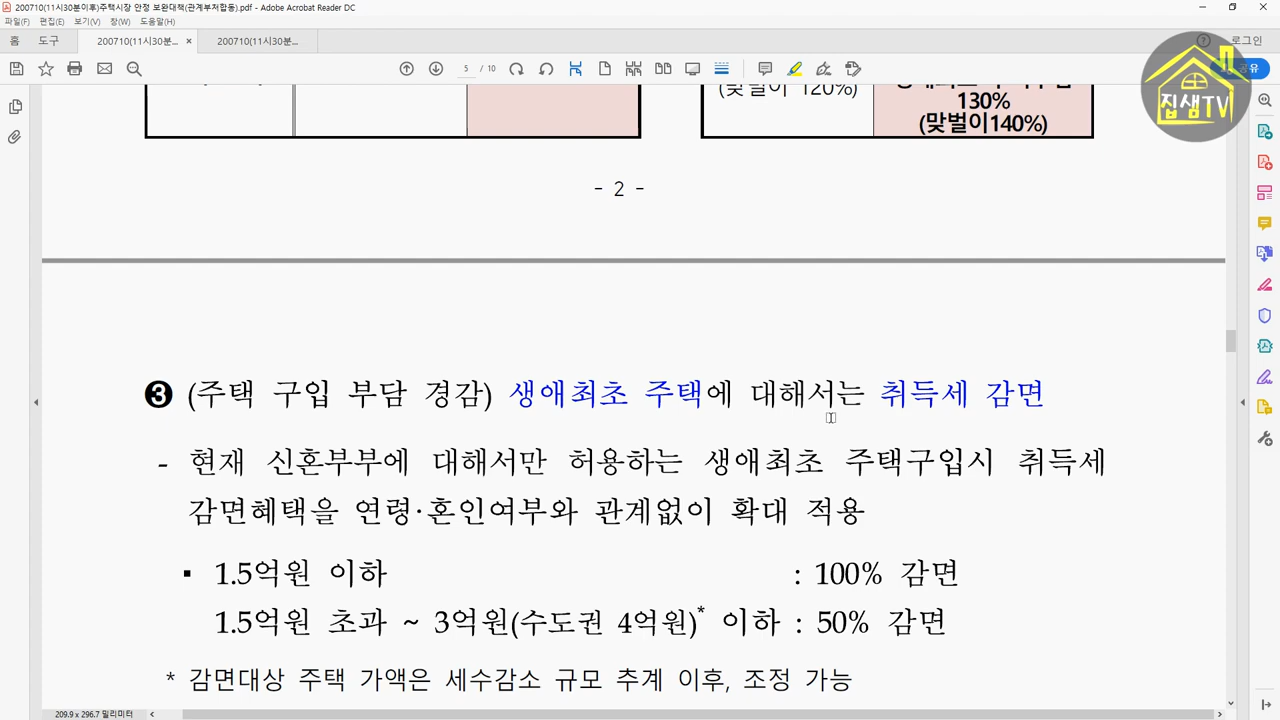 200710(11시30분이후)주택시장 안정 보완대책(관계부처합동).pdf - Adobe Acrobat Reader DC
파일(F) 편집(E) 보기(V) 창(W) 도움말(H)
홈 도구 200710(11시30분... × 200710(11시30분... 로그인
5 / 10 공유
집샘TV
(맞벌이 120%)
130%
(맞벌이140%)
- 2 -
❸ (주택 구입 부담 경감) 생애최초 주택에 대해서는 취득세 감면
- 현재 신혼부부에 대해서만 허용하는 생애최초 주택구입시 취득세
감면혜택을 연령·혼인여부와 관계없이 확대 적용
▪ 1.5억원 이하 : 100% 감면
1.5억원 초과 ~ 3억원(수도권 4억원)* 이하 : 50% 감면
* 감면대상 주택 가액은 세수감소 규모 추계 이후, 조정 가능
209.9 x 296.7 밀리미터